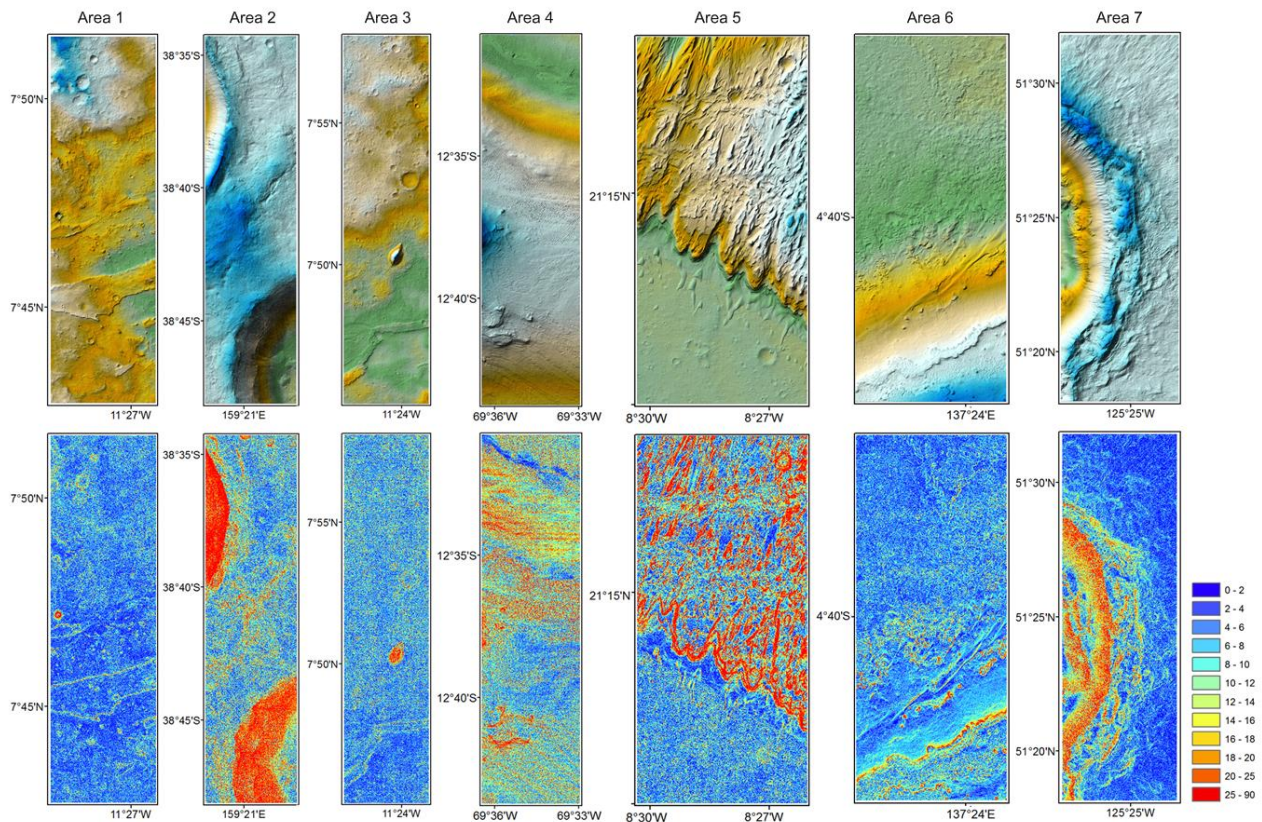 Area 1
Area 2
Area 3
Area 4
Area 5
Area 6
Area 7
7°50'N
7°45'N
11°27'W
38°35'S
38°40'S
38°45'S
159°21'E
7°55'N
7°50'N
11°24'W
12°35'S
12°40'S
69°36'W
69°33'W
21°15'N
8°30'W
8°27'W
4°40'S
137°24'E
51°30'N
51°25'N
51°20'N
125°25'W
7°50'N
7°45'N
11°27'W
38°35'S
38°40'S
38°45'S
159°21'E
7°55'N
7°50'N
11°24'W
12°35'S
12°40'S
69°36'W
69°33'W
21°15'N
8°30'W
8°27'W
4°40'S
137°24'E
51°30'N
51°25'N
51°20'N
125°25'W
0 - 2
2 - 4
4 - 6
6 - 8
8 - 10
10 - 12
12 - 14
14 - 16
16 - 18
18 - 20
20 - 25
25 - 90